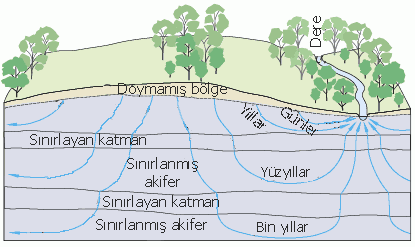 Dere
Doymamış bölge
Yıllar
Günler
Sınırlayan katman
Sınırlanmış
akifer
Yüzyıllar
Sınırlayan katman
Sınırlanmış akifer
Bin yıllar